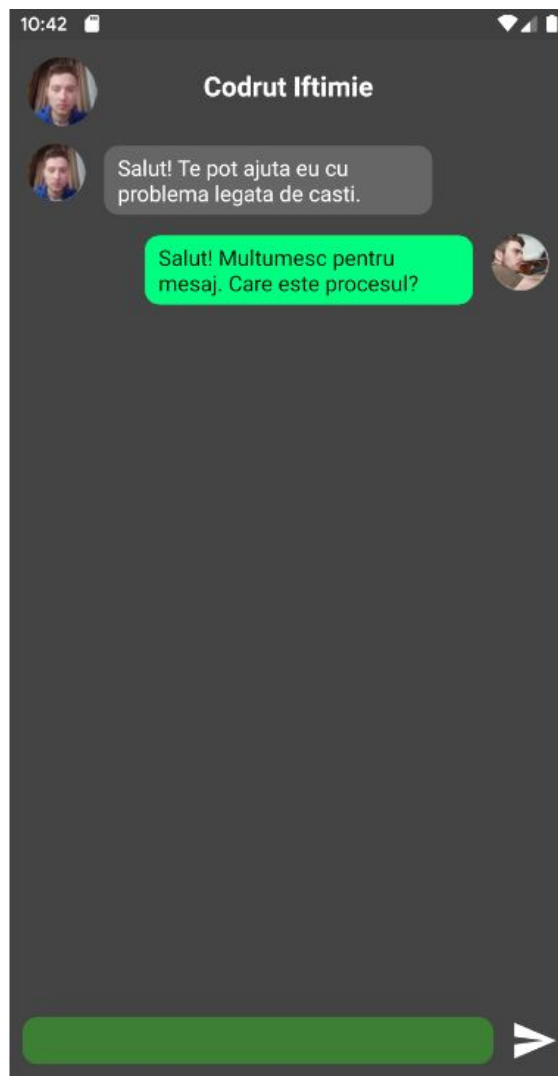 10:42
Codrut Iftimie
Salut! Te pot ajuta eu cu
problema legata de casti.
Salut! Multumesc pentru
mesaj. Care este procesul?